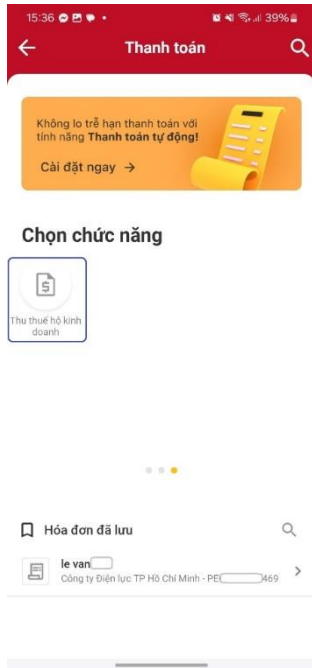 15:36 39%
Thanh toán
Không lo trễ hạn thanh toán với
tính năng Thanh toán tự động!
Cài đặt ngay →
Chọn chức năng
Thu thuế hộ kinh
doanh
Hóa đơn đã lưu
le van
Công ty Điện lực TP Hồ Chí Minh - PE 469